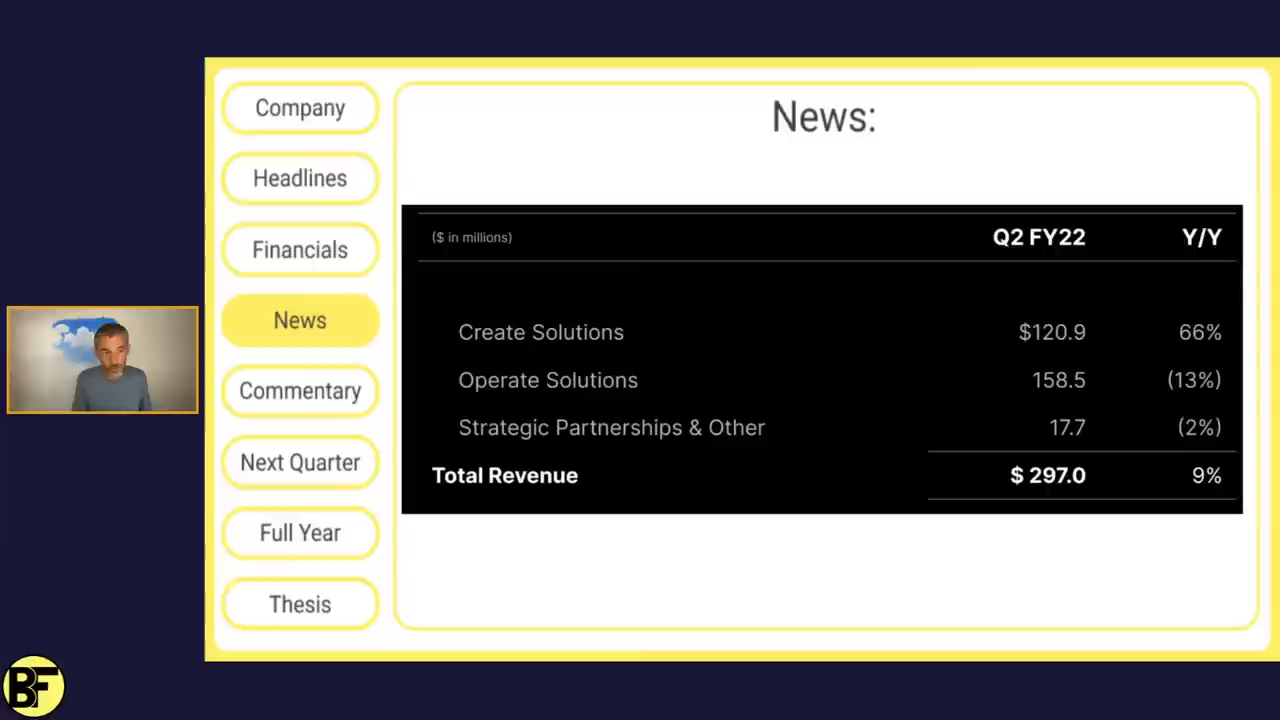 Company
Headlines
Financials
News
Commentary
Next Quarter
Full Year
Thesis
News:
($ in millions) Q2 FY22 Y/Y
Create Solutions $120.9 66%
Operate Solutions 158.5 (13%)
Strategic Partnerships & Other 17.7 (2%)
Total Revenue $ 297.0 9%
BF